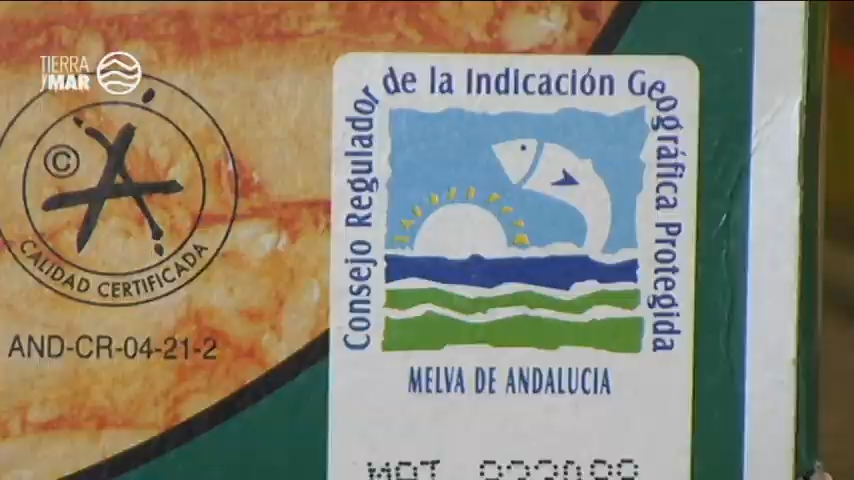 TIERRA
Y MAR
©
CALIDAD CERTIFICADA
AND-CR-04-21-2
Consejo Regulador de la Indicación Geográfica Protegida
MELVA DE ANDALUCIA